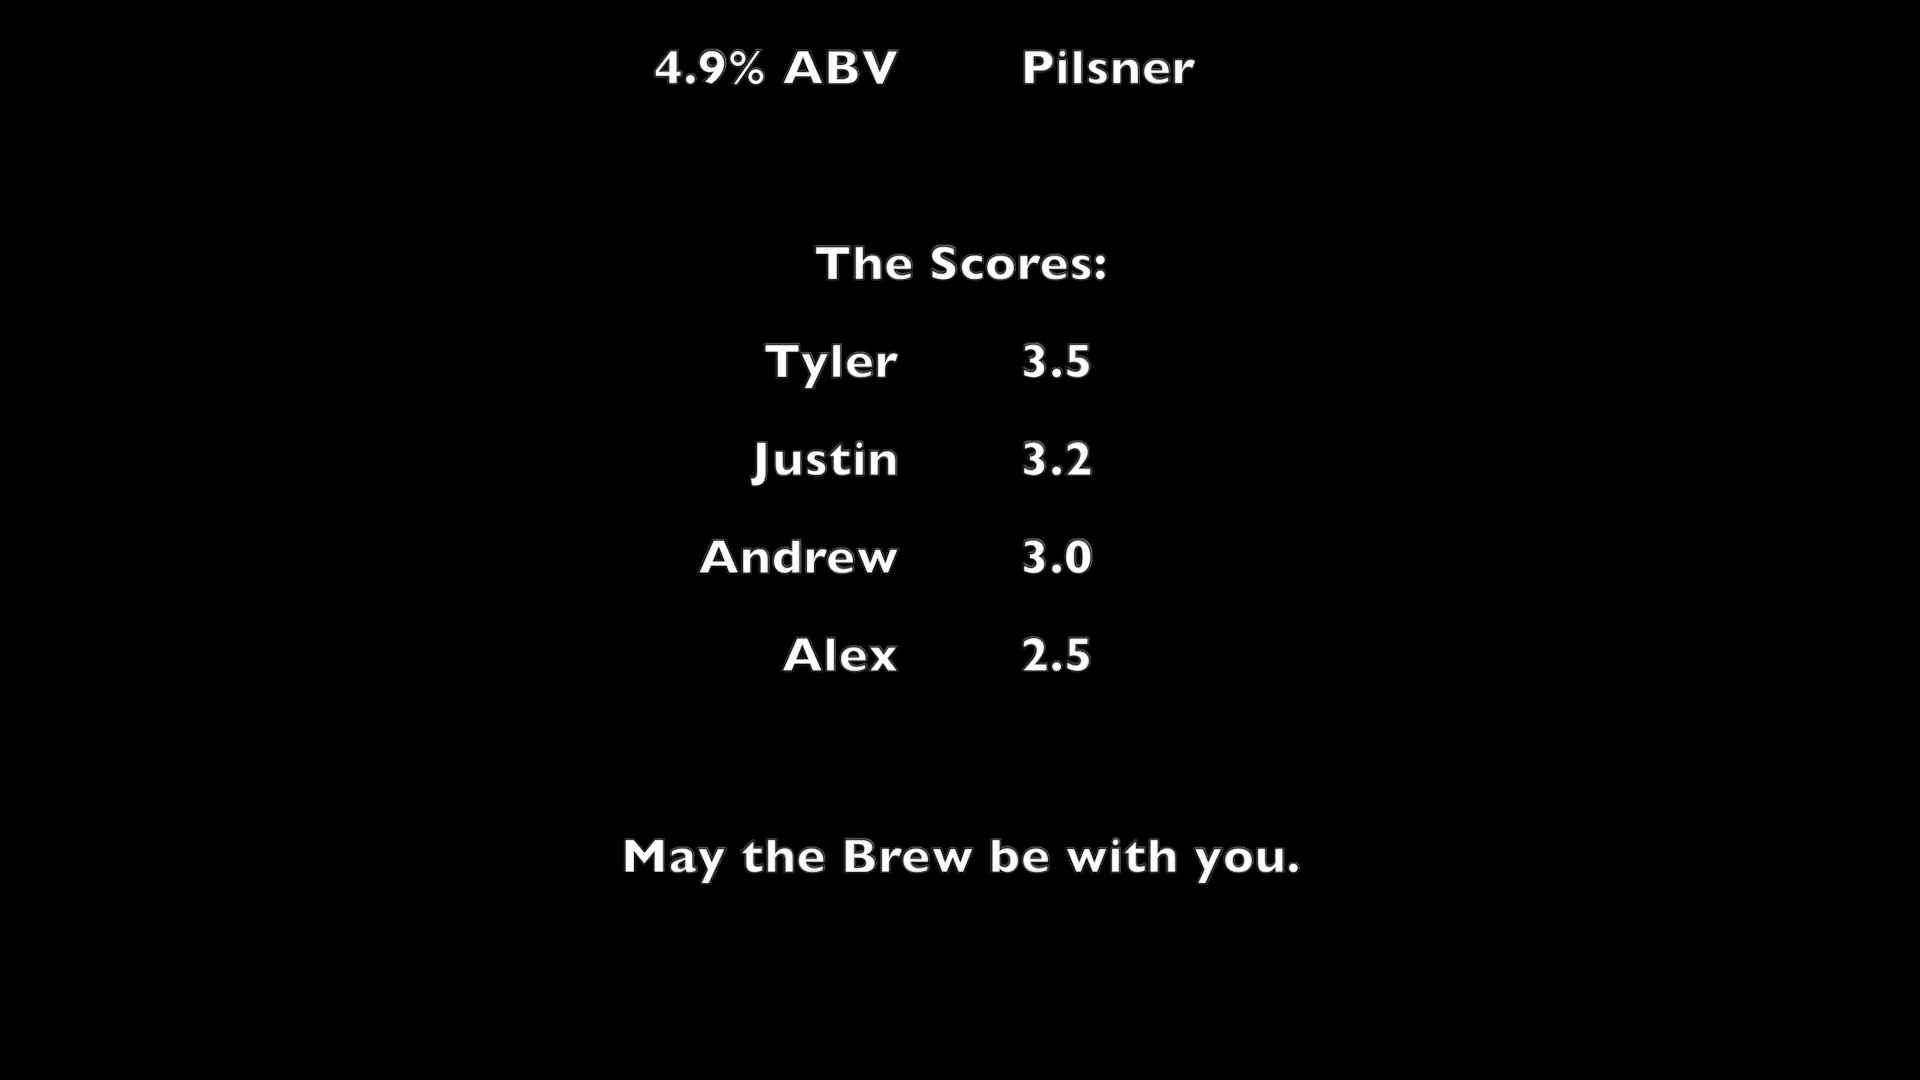 4.9% ABV Pilsner
The Scores:
Tyler 3.5
Justin 3.2
Andrew 3.0
Alex 2.5
May the Brew be with you.